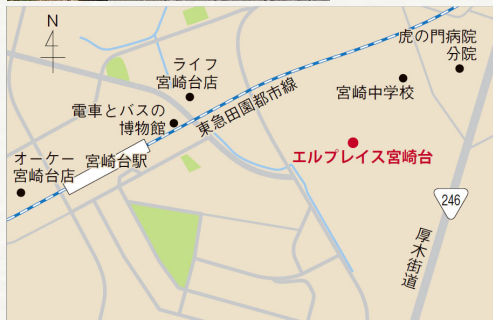 N
虎の門病院
分院
ライフ
宮崎台店
宮崎中学校
電車とバスの
博物館
東急田園都市線
エルプレイス宮崎台
オーケー
宮崎台店
宮崎台駅
246
厚木街道